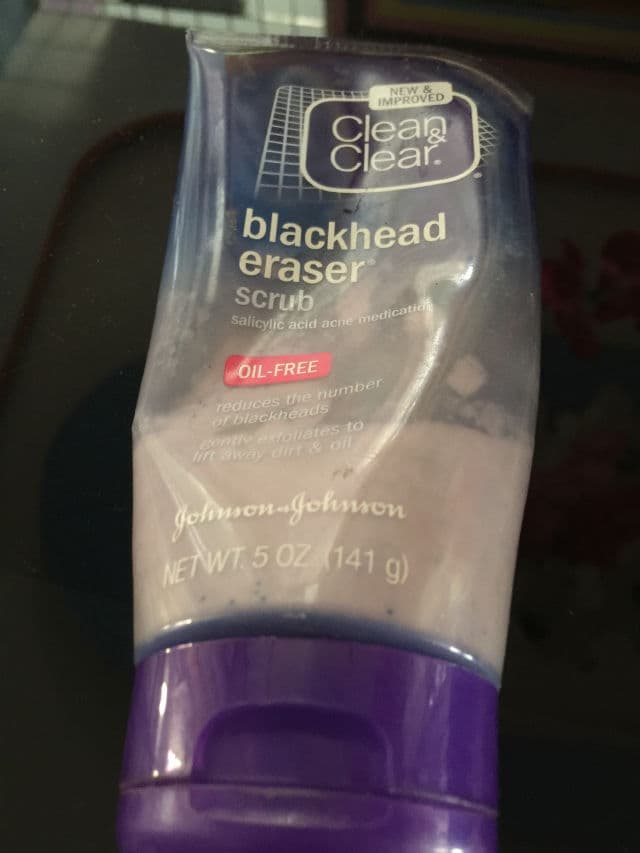 NEW &
IMPROVED
Clean &
Clear®
blackhead
eraser®
scrub
salicylic acid acne medication
OIL-FREE
reduces the number
of blackheads
gently exfoliates to
lift away dirt & oil
Johnson & Johnson
NET WT. 5 OZ (141 g)